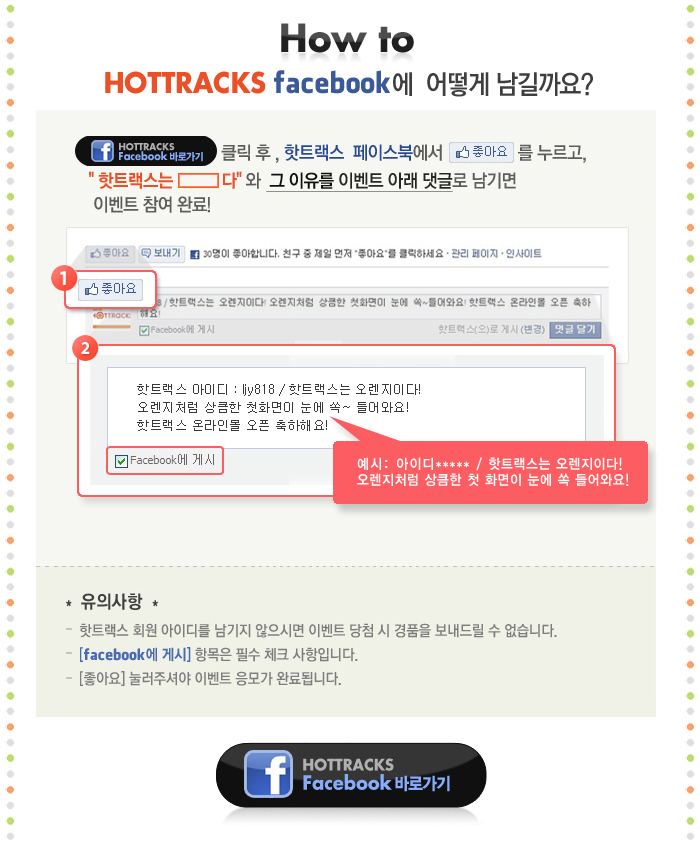 How to
HOTTRACKS facebook에 어떻게 남길까요?
HOTTRACKS
Facebook 바로가기
클릭 후 , 핫트랙스 페이스북에서 좋아요 를 누르고,
" 핫트랙스는 다" 와 그 이유를 이벤트 아래 댓글로 남기면
이벤트 참여 완료!
좋아요 보내기 30명이 좋아합니다. 친구 중 제일 먼저 "좋아요"를 클릭하세요 · 관리 페이지 · 인사이트
1
좋아요
8 / 핫트랙스는 오렌지이다! 오렌지처럼 상큼한 첫화면이 눈에 쏙~들어와요! 핫트랙스 온라인몰 오픈 축하
해요!
Facebook에 게시
핫트랙스(으)로 게시 (변경) 댓글 달기
2
핫트랙스 아이디 : ljy818 / 핫트랙스는 오렌지이다!
오렌지처럼 상큼한 첫화면이 눈에 쏙~ 들어와요!
핫트랙스 온라인몰 오픈 축하해요!
Facebook에 게시
예시: 아이디***** / 핫트랙스는 오렌지이다!
오렌지처럼 상큼한 첫 화면이 눈에 쏙 들어와요!
* 유의사항 *
- 핫트랙스 회원 아이디를 남기지 않으시면 이벤트 당첨 시 경품을 보내드릴 수 없습니다.
- [facebook에 게시] 항목은 필수 체크 사항입니다.
- [좋아요] 눌러주셔야 이벤트 응모가 완료됩니다.
HOTTRACKS
Facebook 바로가기